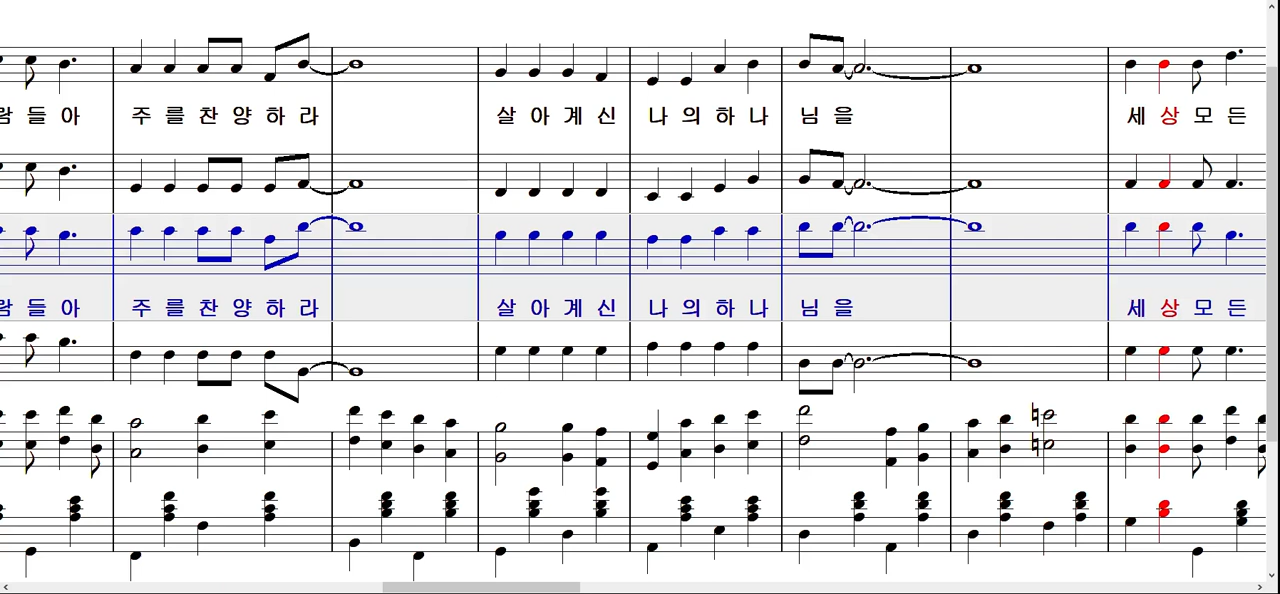 람 들 아 주 를 찬 양 하 라 살 아 계 신 나 의 하 나 님 을 세 상 모 든
람 들 아 주 를 찬 양 하 라 살 아 계 신 나 의 하 나 님 을 세 상 모 든